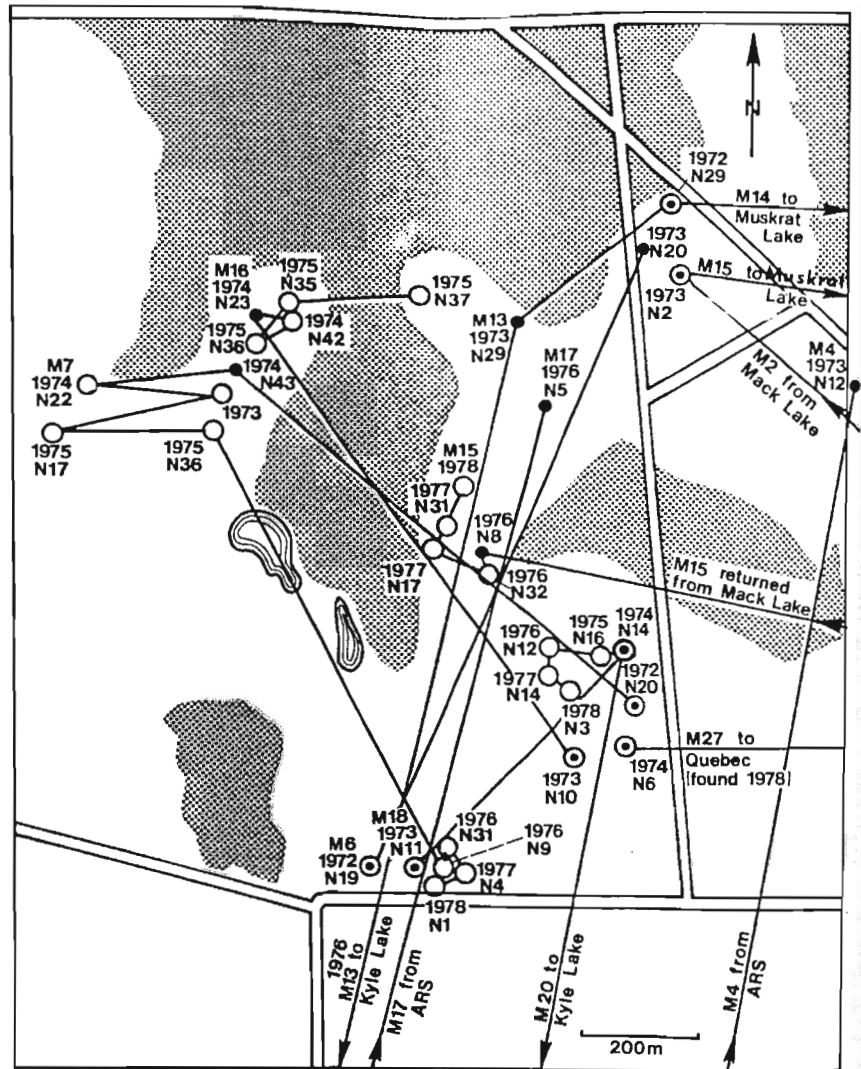 N
1972
N29
M14 to
Muskrat
Lake
1973
N20
M15 to Muskrat
Lake
1973
N2
M16
1974
N23
1975
N35
1975
N37
1974
N42
1975
N36
M13
1973
N29
M7
1974
N22
1974
N43
1973
M17
1976
N5
M2 from
Mack Lake
M4
1973
N12
1975
N17
1975
N36
M15
1978
1977
N31
1976
N8
1977
N17
1976
N32
M15 returned
from Mack Lake
1976
N12
1975
N16
1974
N14
1977
N14
1972
N20
1978
N3
M27 to
Quebec
(found 1978)
1974
N6
1973
N10
M18
1973
N11
1976
N31
1976
N9
M6
1972
N19
1977
N4
1978
N1
1976
M13 to
Kyle Lake
M17 from
ARS
M20 to
Kyle Lake
M4 from
ARS
200m